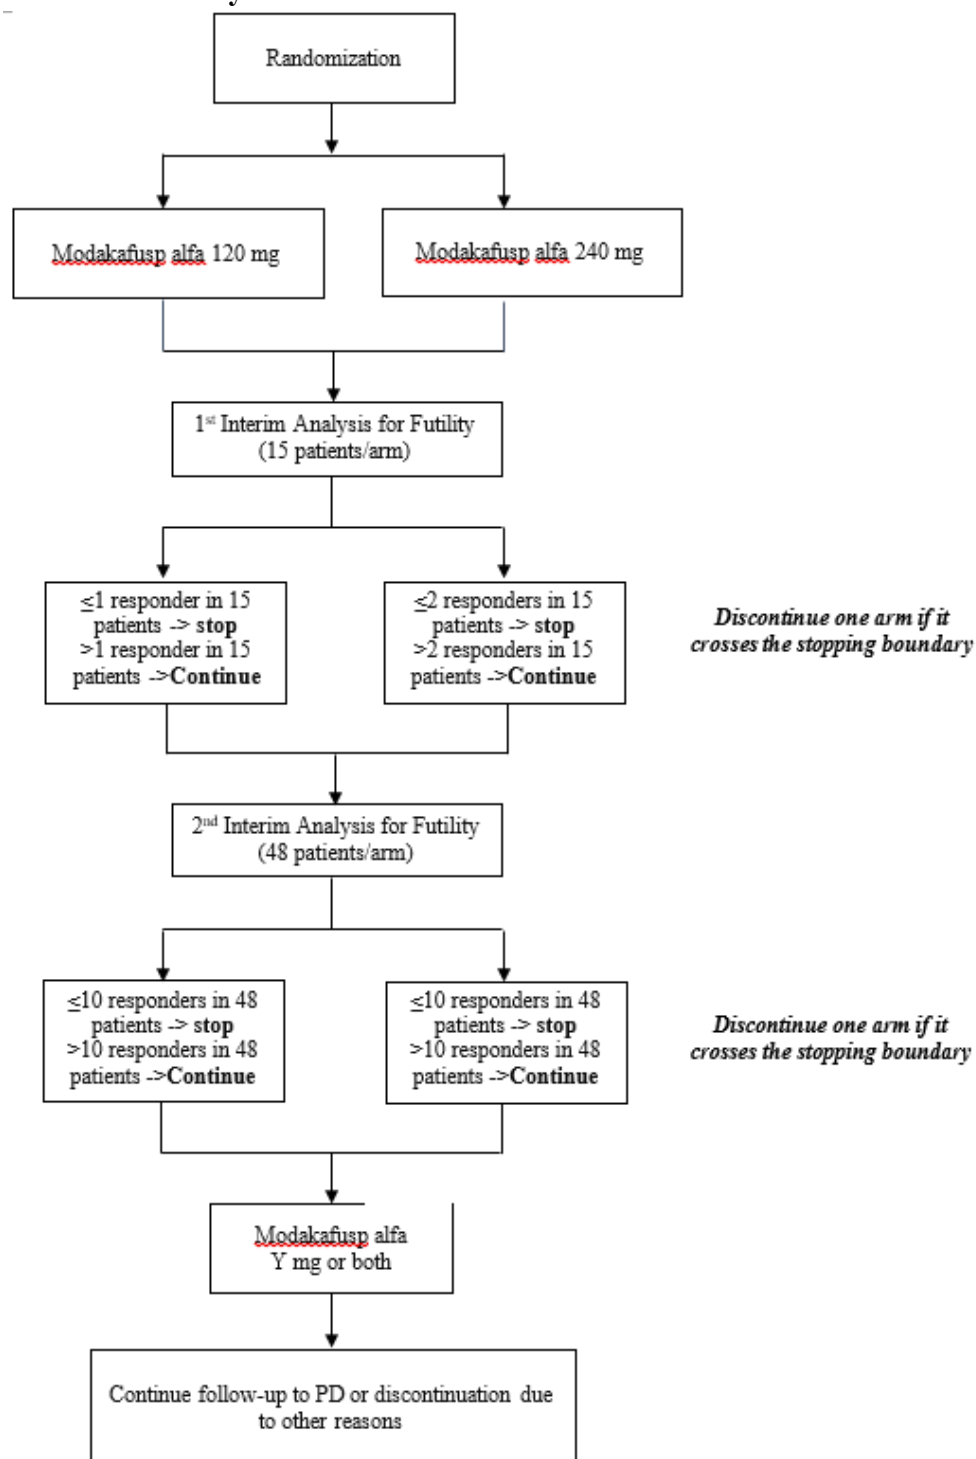 Randomization
Modakafusp alfa 120 mg
Modakafusp alfa 240 mg
1st Interim Analysis for Futility
(15 patients/arm)
≤1 responder in 15
patients -> stop
>1 responder in 15
patients ->Continue
≤2 responders in 15
patients -> stop
>2 responders in 15
patients ->Continue
Discontinue one arm if it
crosses the stopping boundary
2nd Interim Analysis for Futility
(48 patients/arm)
≤10 responders in 48
patients -> stop
>10 responders in 48
patients ->Continue
≤10 responders in 48
patients -> stop
>10 responders in 48
patients ->Continue
Discontinue one arm if it
crosses the stopping boundary
Modakafusp alfa
Y mg or both
Continue follow-up to PD or discontinuation due
to other reasons